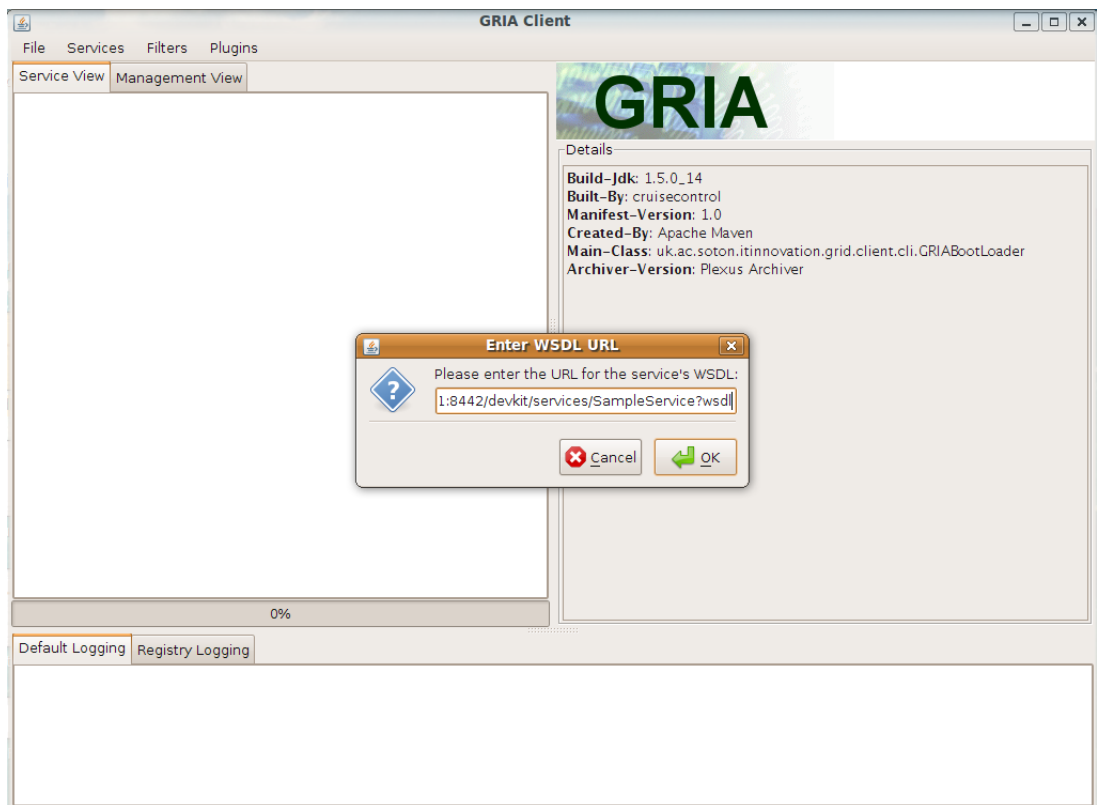 GRIA Client
File Services Filters Plugins
Service View Management View
GRIA
Details
Build-Jdk: 1.5.0_14
Built-By: cruisecontrol
Manifest-Version: 1.0
Created-By: Apache Maven
Main-Class: uk.ac.soton.itinnovation.grid.client.cli.GRIABootLoader
Archiver-Version: Plexus Archiver
Enter WSDL URL
Please enter the URL for the service's WSDL:
1:8442/devkit/services/SampleService?wsdl
Cancel OK
0%
Default Logging Registry Logging